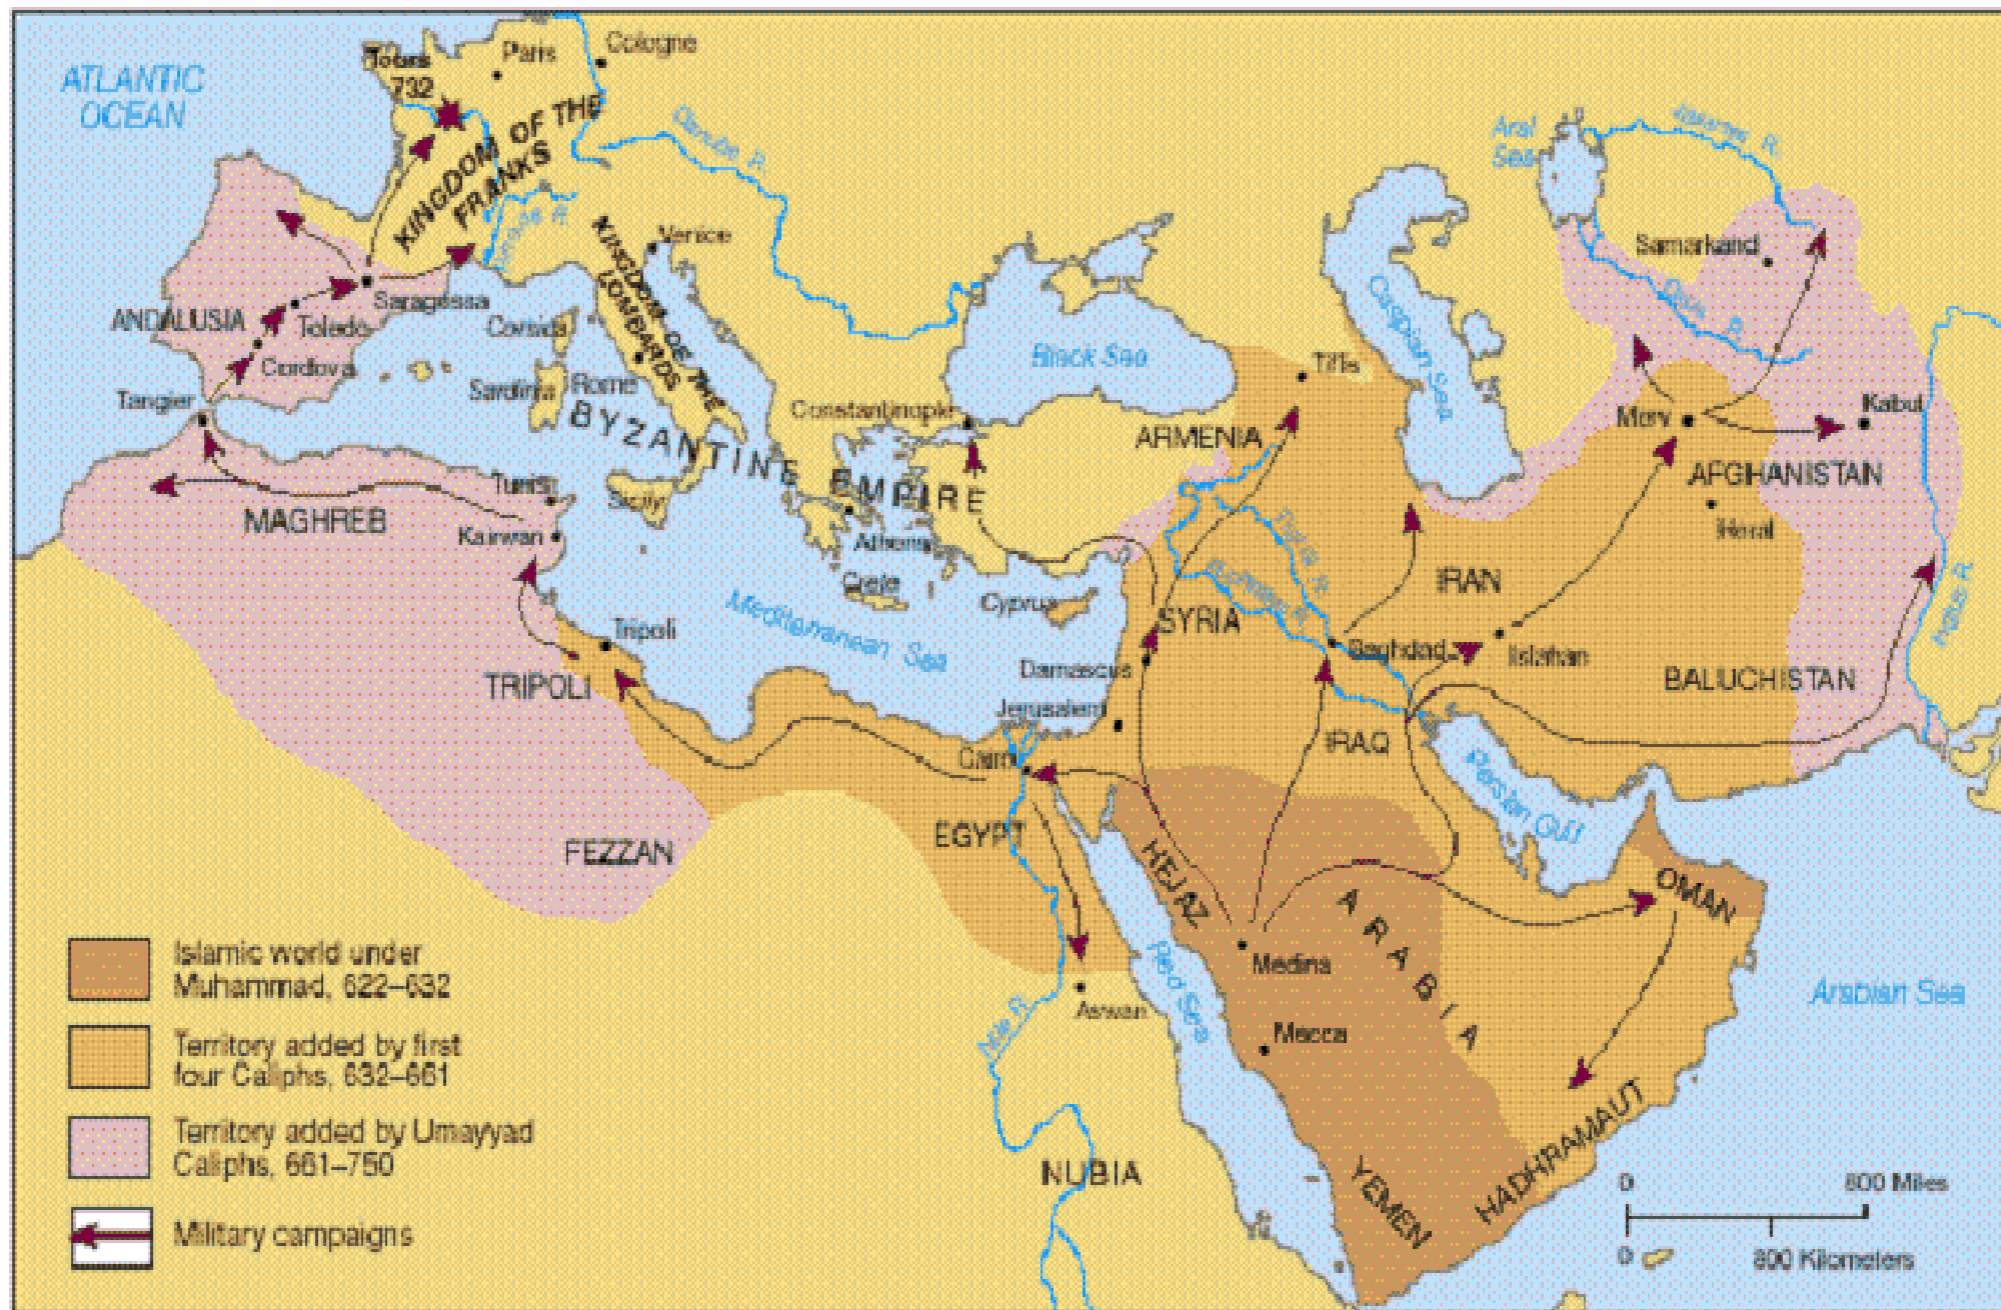 ATLANTIC
OCEAN
Tours
732
Paris
Cologne
KINGDOM OF THE
FRANKS
Danube R.
Venice
KINGDOM OF THE
LOMBARDS
Aral
Sea
Jaxartes R.
Samarkand
Oxus R.
Caspian Sea
Black Sea
ANDALUSIA
Saragossa
Toledo
Cordova
Tangier
Corsica
Sardinia
Rome
BYZANTINE EMPIRE
Constantinople
Tiflis
ARMENIA
Merv
Kabul
AFGHANISTAN
Herat
MAGHREB
Tunis
Kairwan
Sicily
Athens
Crete
Cyprus
Mediterranean Sea
SYRIA
Tigris R.
Euphrates R.
IRAN
Indus R.
Tripoli
TRIPOLI
Damascus
Jerusalem
Baghdad
Isfahan
BALUCHISTAN
IRAQ
Cairo
EGYPT
Persian Gulf
FEZZAN
HEJAZ
ARABIA
OMAN
Medina
Red Sea
Arabian Sea
Aswan
Nile R.
Mecca
NUBIA
YEMEN
HADHRAMAUT
Islamic world under
Muhammad, 622–632
Territory added by first
four Caliphs, 632–661
Territory added by Umayyad
Caliphs, 661–750
Military campaigns
0 800 Miles
0 800 Kilometers